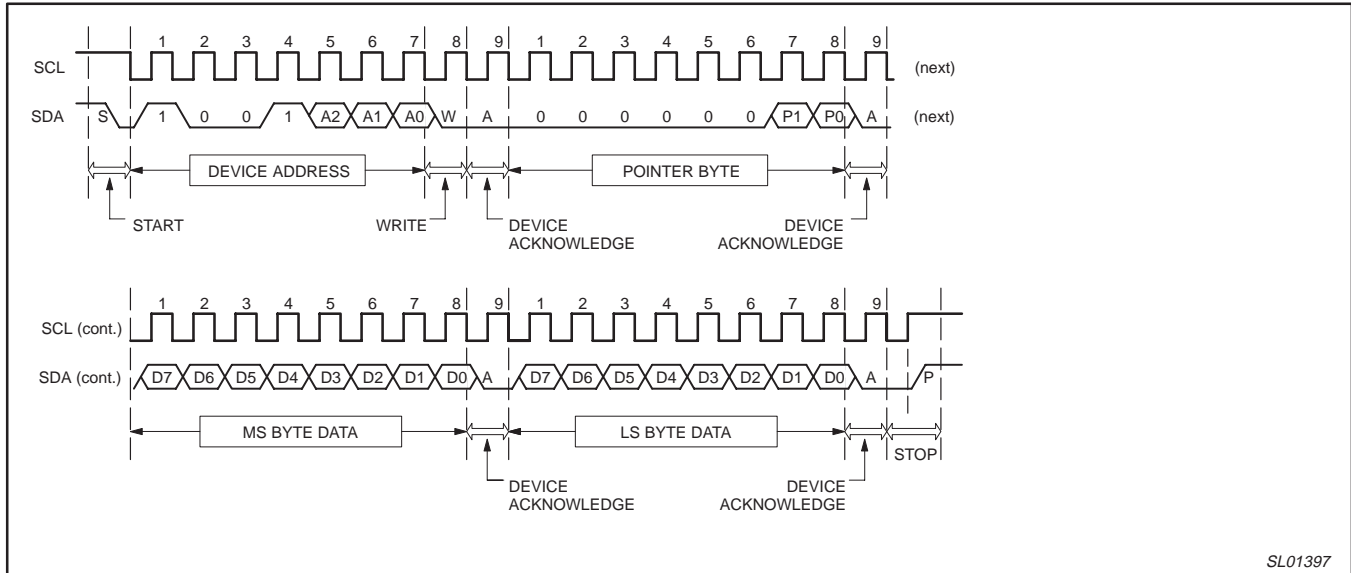 1 2 3 4 5 6 7 8 9 1 2 3 4 5 6 7 8 9
SCL (next)
SDA S 1 0 0 1 A2 A1 A0 W A 0 0 0 0 0 0 P1 P0 A (next)
DEVICE ADDRESS POINTER BYTE
START WRITE DEVICE ACKNOWLEDGE DEVICE ACKNOWLEDGE
1 2 3 4 5 6 7 8 9 1 2 3 4 5 6 7 8 9
SCL (cont.)
SDA (cont.) D7 D6 D5 D4 D3 D2 D1 D0 A D7 D6 D5 D4 D3 D2 D1 D0 A P
MS BYTE DATA LS BYTE DATA
STOP
DEVICE ACKNOWLEDGE DEVICE ACKNOWLEDGE
SL01397